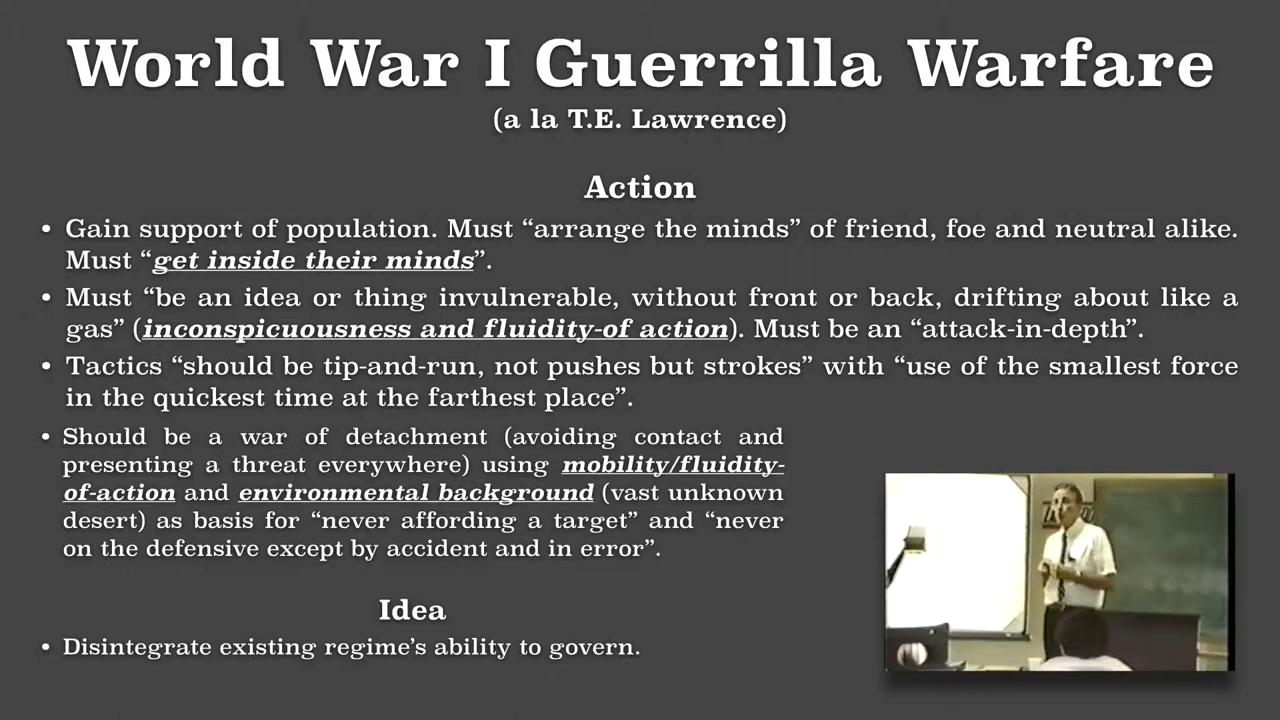 World War I Guerrilla Warfare
(a la T.E. Lawrence)
Action
• Gain support of population. Must “arrange the minds” of friend, foe and neutral alike.
Must “get inside their minds”.
• Must “be an idea or thing invulnerable, without front or back, drifting about like a
gas” (inconspicuousness and fluidity-of action). Must be an “attack-in-depth”.
• Tactics “should be tip-and-run, not pushes but strokes” with “use of the smallest force
in the quickest time at the farthest place”.
• Should be a war of detachment (avoiding contact and
presenting a threat everywhere) using mobility/fluidity-
of-action and environmental background (vast unknown
desert) as basis for “never affording a target” and “never
on the defensive except by accident and in error”.
Idea
• Disintegrate existing regime’s ability to govern.